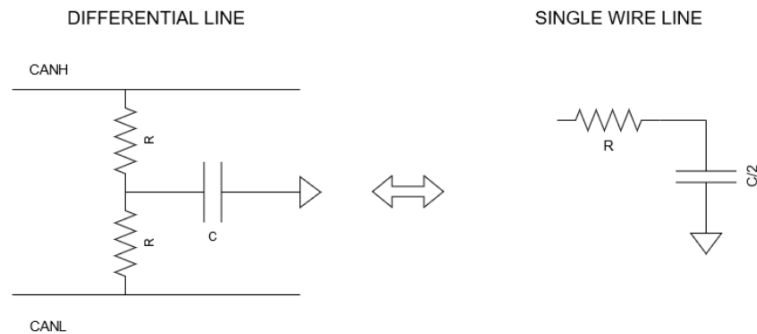 DIFFERENTIAL LINE
SINGLE WIRE LINE
CANH
R
R
C
CANL
R
C/2